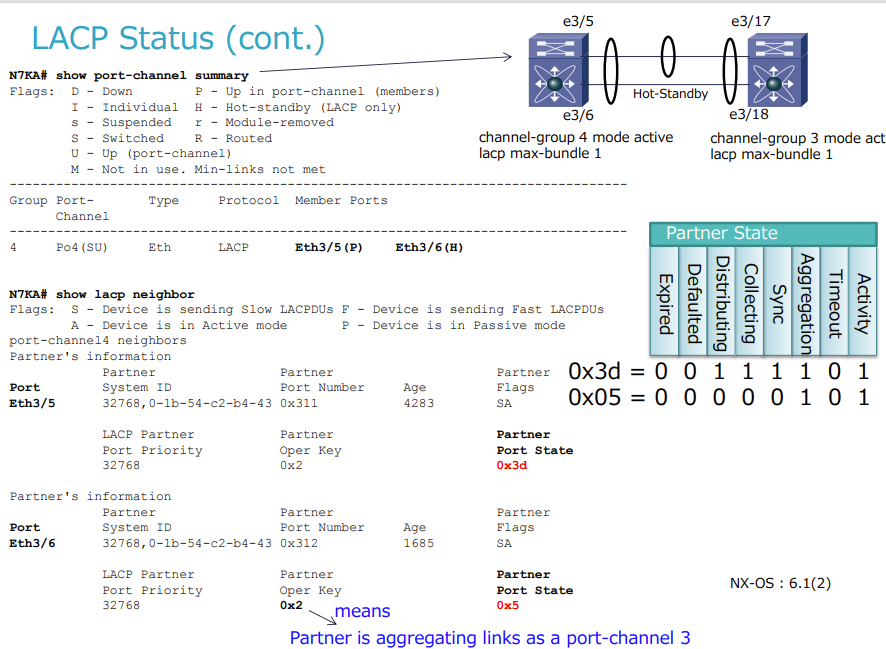 LACP Status (cont.)
e3/5
e3/17
Hot-Standby
e3/6
e3/18
channel-group 4 mode active
lacp max-bundle 1
channel-group 3 mode act
lacp max-bundle 1
N7KA# show port-channel summary
Flags: D - Down P - Up in port-channel (members)
I - Individual H - Hot-standby (LACP only)
s - Suspended r - Module-removed
S - Switched R - Routed
U - Up (port-channel)
M - Not in use. Min-links not met
--------------------------------------------------------------------------------
Group Port- Type Protocol Member Ports
Channel
--------------------------------------------------------------------------------
4 Po4(SU) Eth LACP Eth3/5(P) Eth3/6(H)
N7KA# show lacp neighbor
Flags: S - Device is sending Slow LACPDUs F - Device is sending Fast LACPDUs
A - Device is in Active mode P - Device is in Passive mode
port-channel4 neighbors
Partner's information
Partner Partner Partner
Port System ID Port Number Age Flags
Eth3/5 32768,0-1b-54-c2-b4-43 0x311 4283 SA
LACP Partner Partner Partner
Port Priority Oper Key Port State
32768 0x2 0x3d
Partner's information
Partner Partner Partner
Port System ID Port Number Age Flags
Eth3/6 32768,0-1b-54-c2-b4-43 0x312 1685 SA
LACP Partner Partner Partner
Port Priority Oper Key Port State
32768 0x2 0x5
means
Partner is aggregating links as a port-channel 3
Partner State
Expired Defaulted Distributing Collecting Sync Aggregation Timeout Activity
0x3d = 0 0 1 1 1 1 0 1
0x05 = 0 0 0 0 0 1 0 1
NX-OS : 6.1(2)